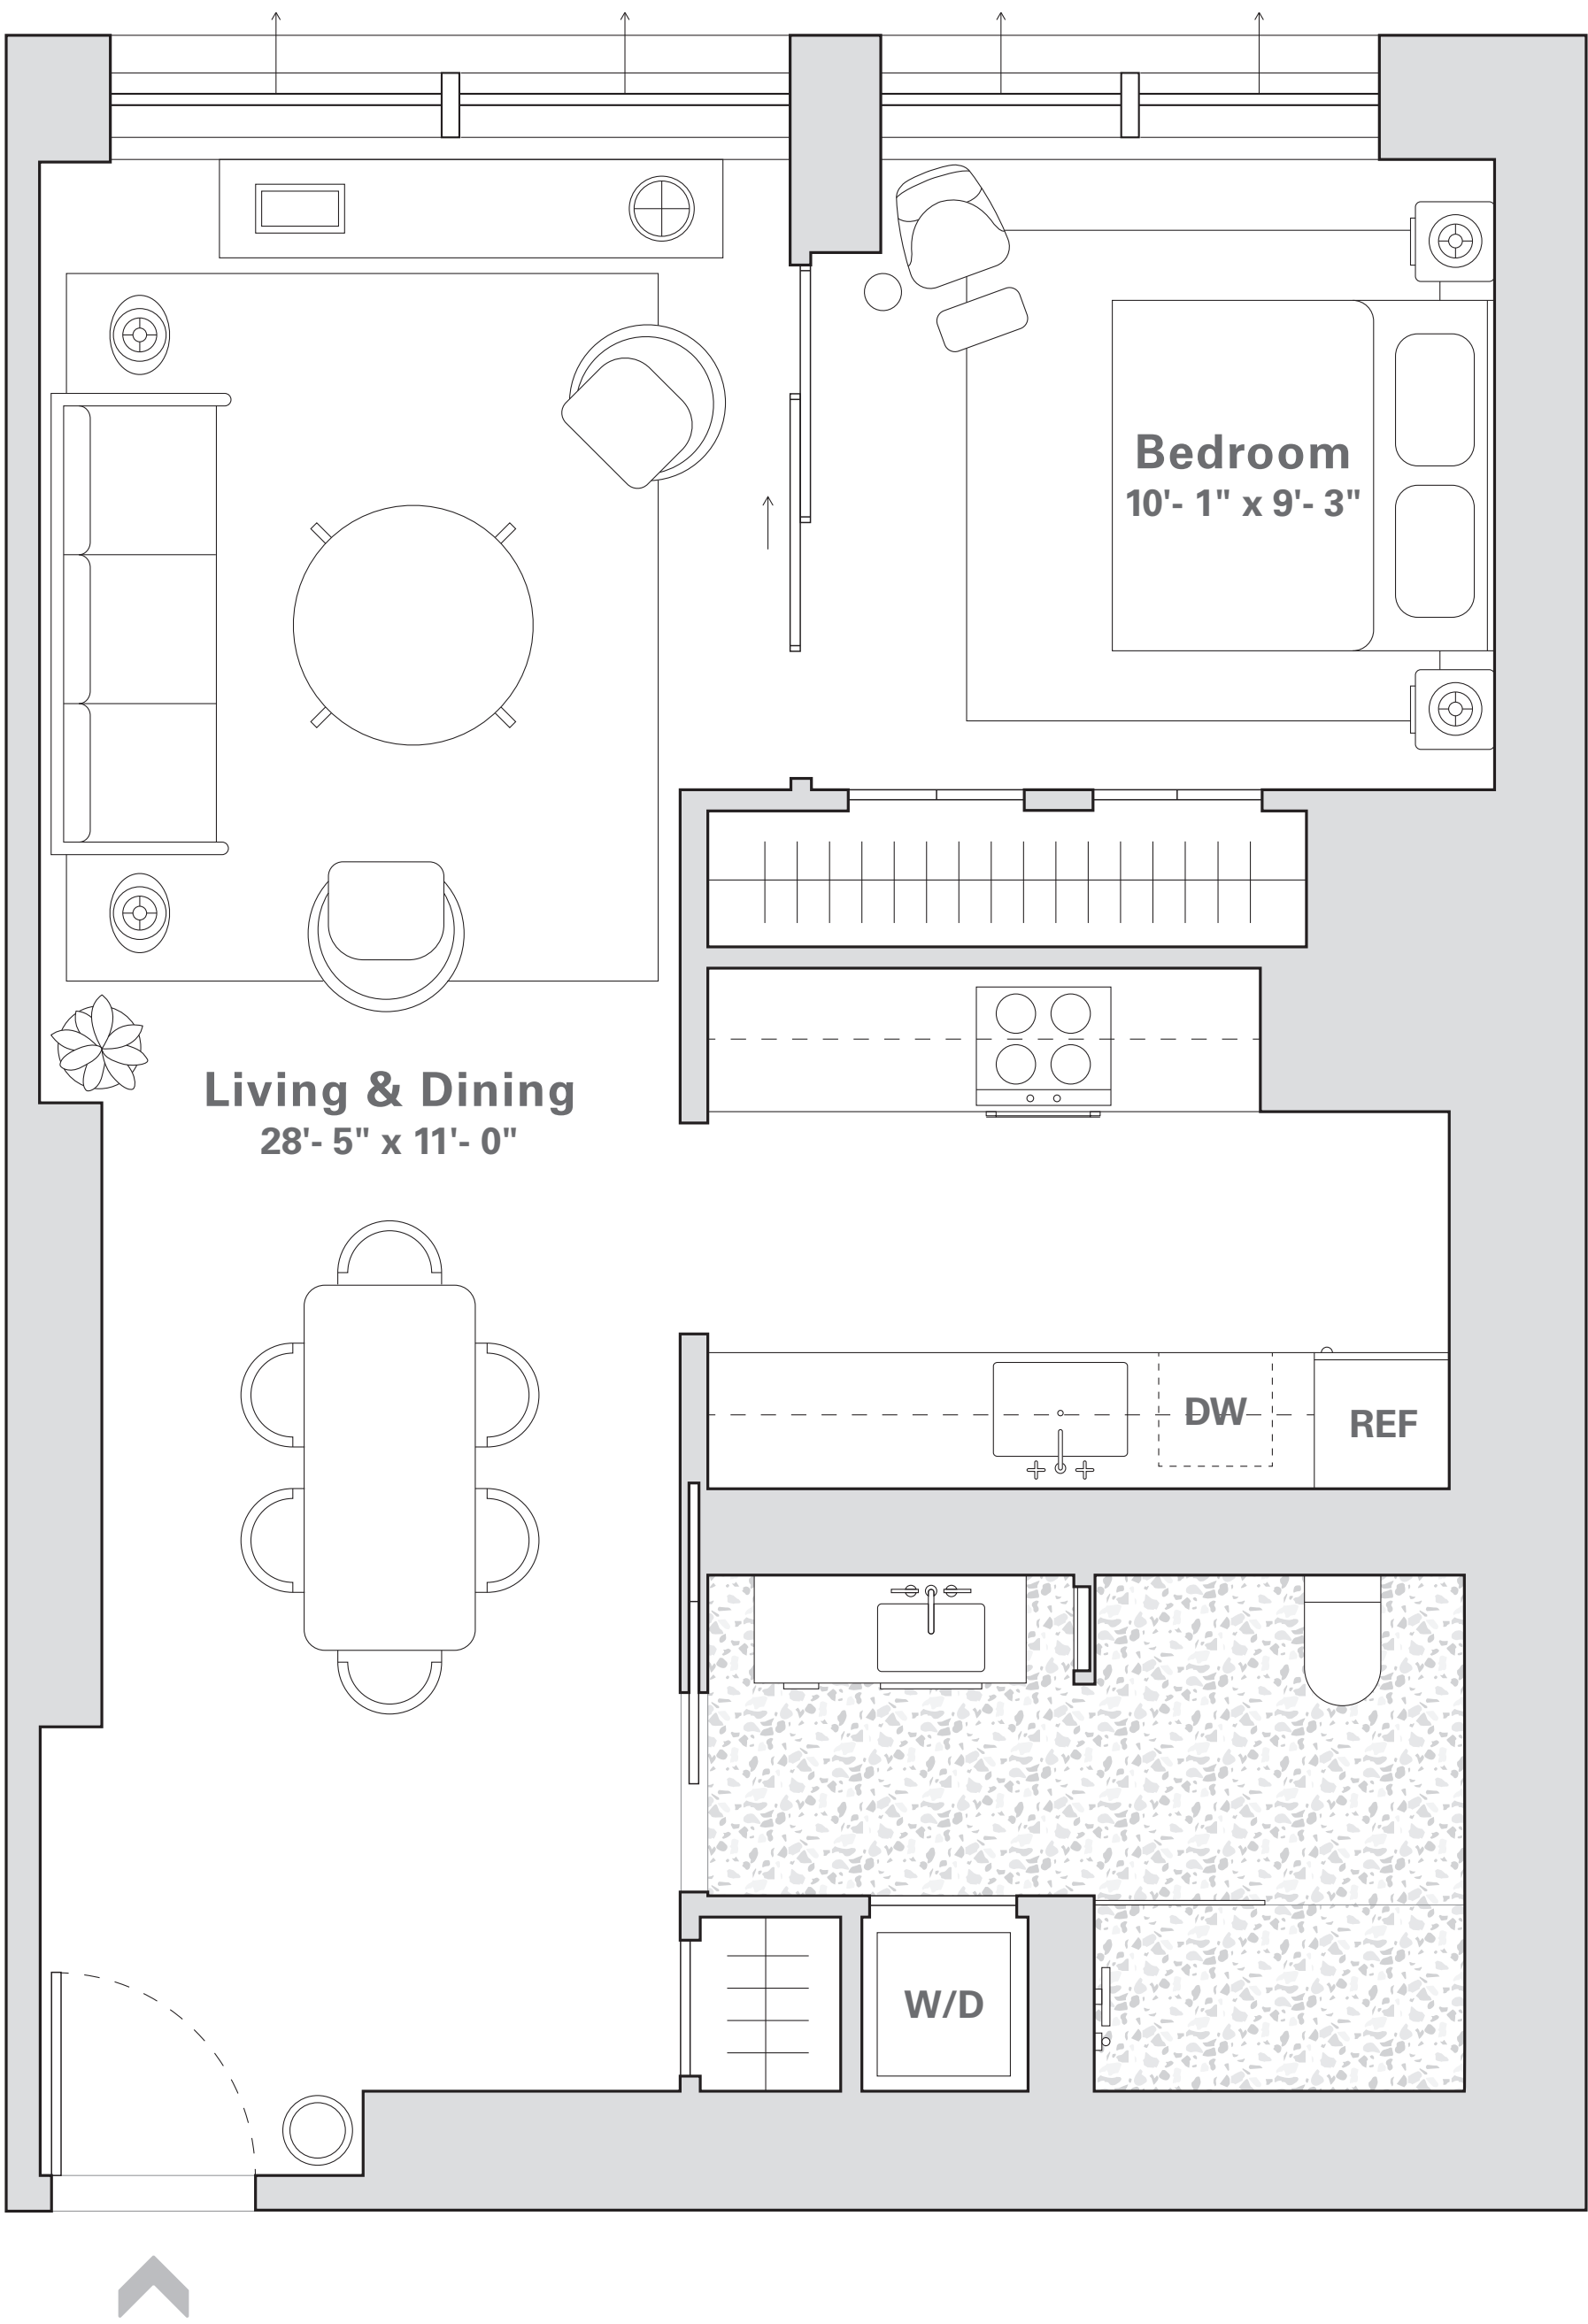 Bedroom
10'- 1" x 9'- 3"
Living & Dining
28'- 5" x 11'- 0"
DW
REF
W/D